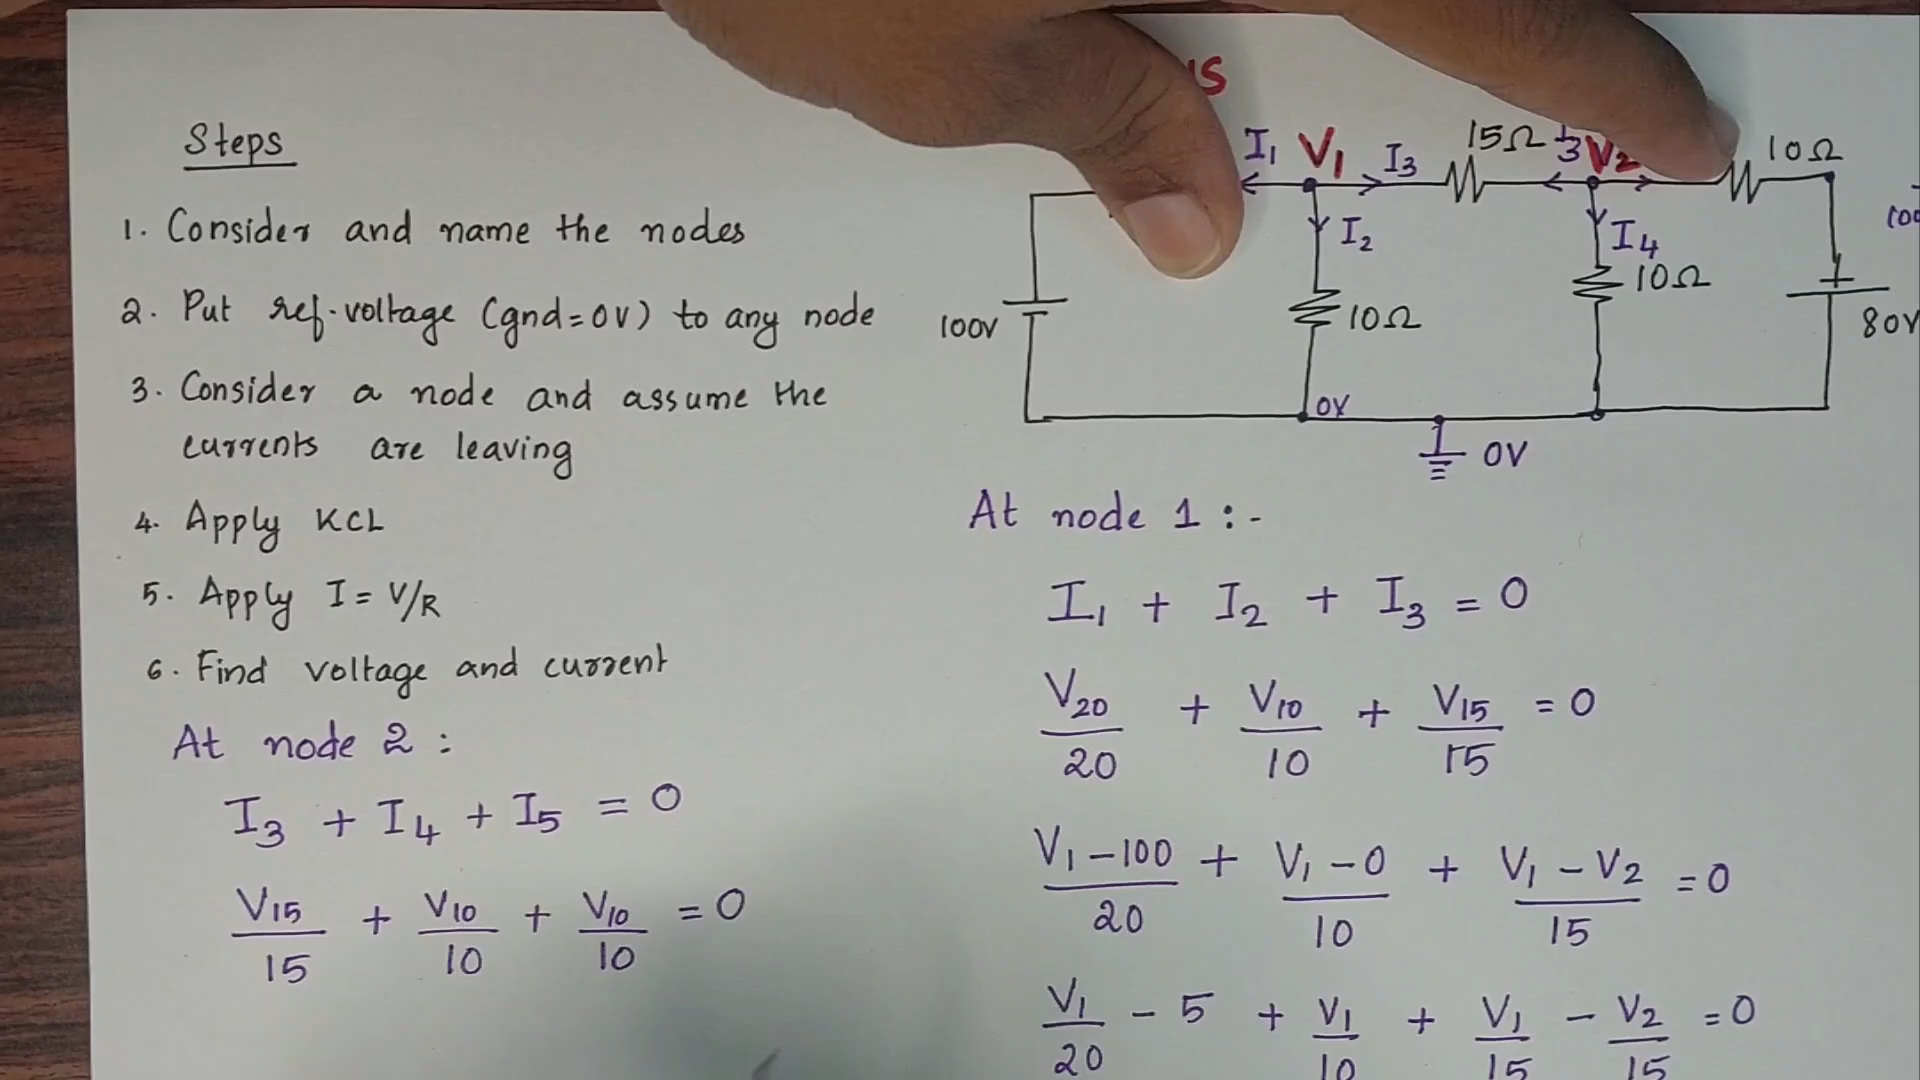 Steps
1. Consider and name the nodes
2. Put ref. voltage (gnd=0V) to any node
3. Consider a node and assume the
currents are leaving
4. Apply KCL
5. Apply I = V/R
6. Find voltage and current
At node 2 :
I3 + I4 + I5 = 0
V15/15 + V10/10 + V10/10 = 0
I1 V1 I3 15Ω I3 V2 10Ω
I2 I4
100V 10Ω 10Ω 80V
0V
0V
At node 1 :-
I1 + I2 + I3 = 0
V20/20 + V10/10 + V15/15 = 0
V1-100/20 + V1-0/10 + V1-V2/15 = 0
V1/20 - 5 + V1/10 + V1/15 - V2/15 = 0